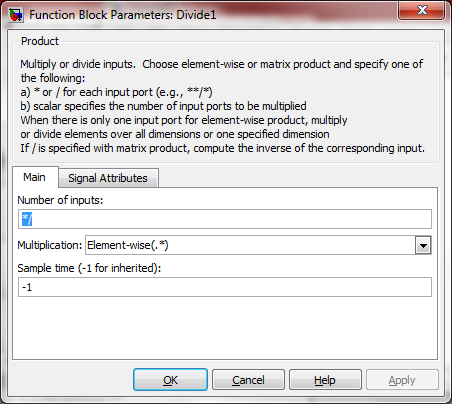 Function Block Parameters: Divide1
Product
Multiply or divide inputs. Choose element-wise or matrix product and specify one of
the following:
a) * or / for each input port (e.g., **/*)
b) scalar specifies the number of input ports to be multiplied
When there is only one input port for element-wise product, multiply
or divide elements over all dimensions or one specified dimension
If / is specified with matrix product, compute the inverse of the corresponding input.
Main
Signal Attributes
Number of inputs:
*/
Multiplication: Element-wise(.*)
Sample time (-1 for inherited):
-1
OK Cancel Help Apply